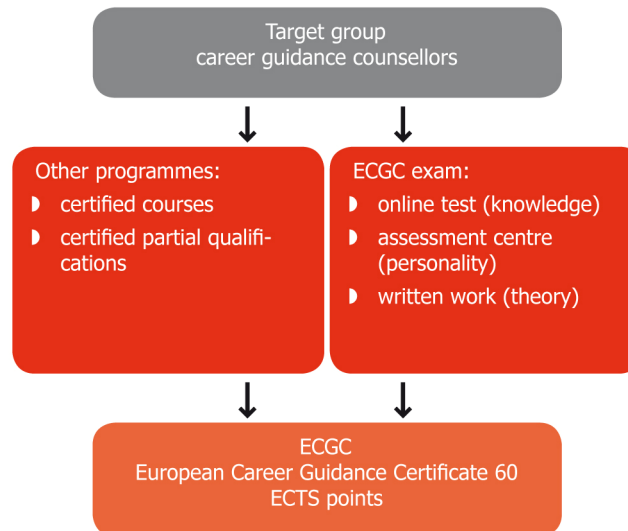 Target group
career guidance counsellors
Other programmes:
certified courses
certified partial qualifi-
cations
ECGC exam:
online test (knowledge)
assessment centre
(personality)
written work (theory)
ECGC
European Career Guidance Certificate 60
ECTS points